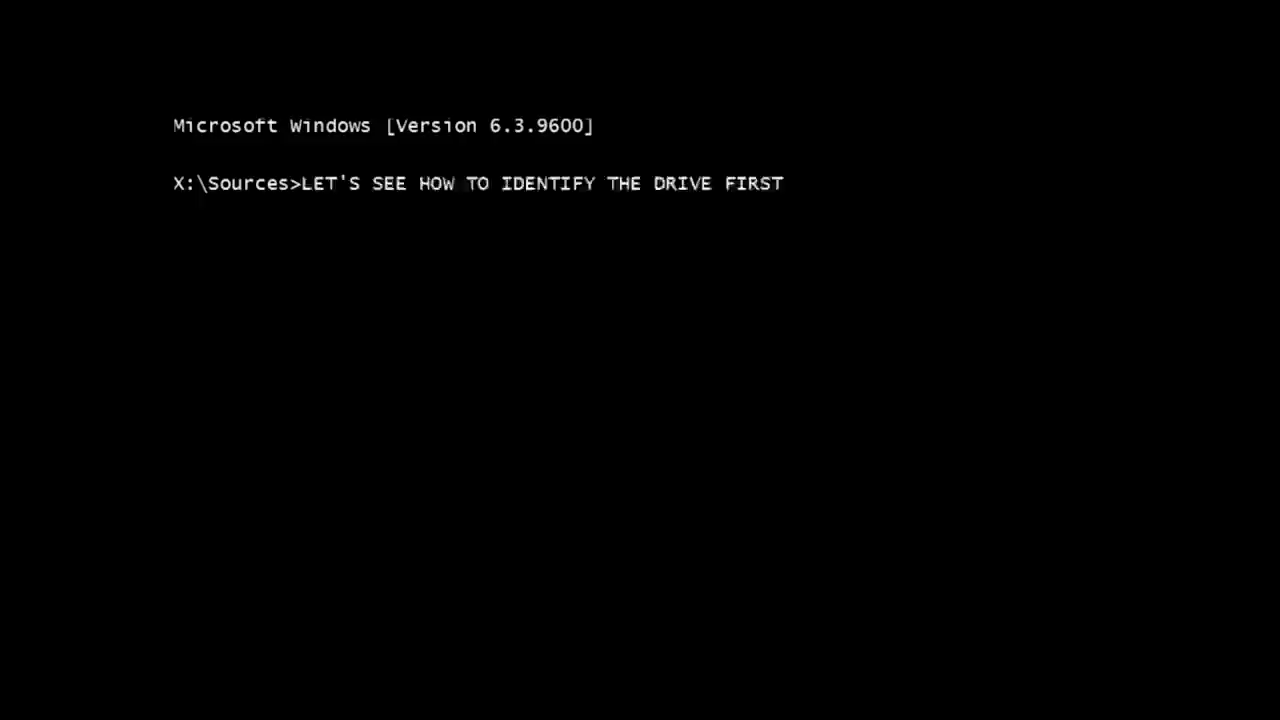 Microsoft Windows [Version 6.3.9600]
X:\Sources>LET'S SEE HOW TO IDENTIFY THE DRIVE FIRST